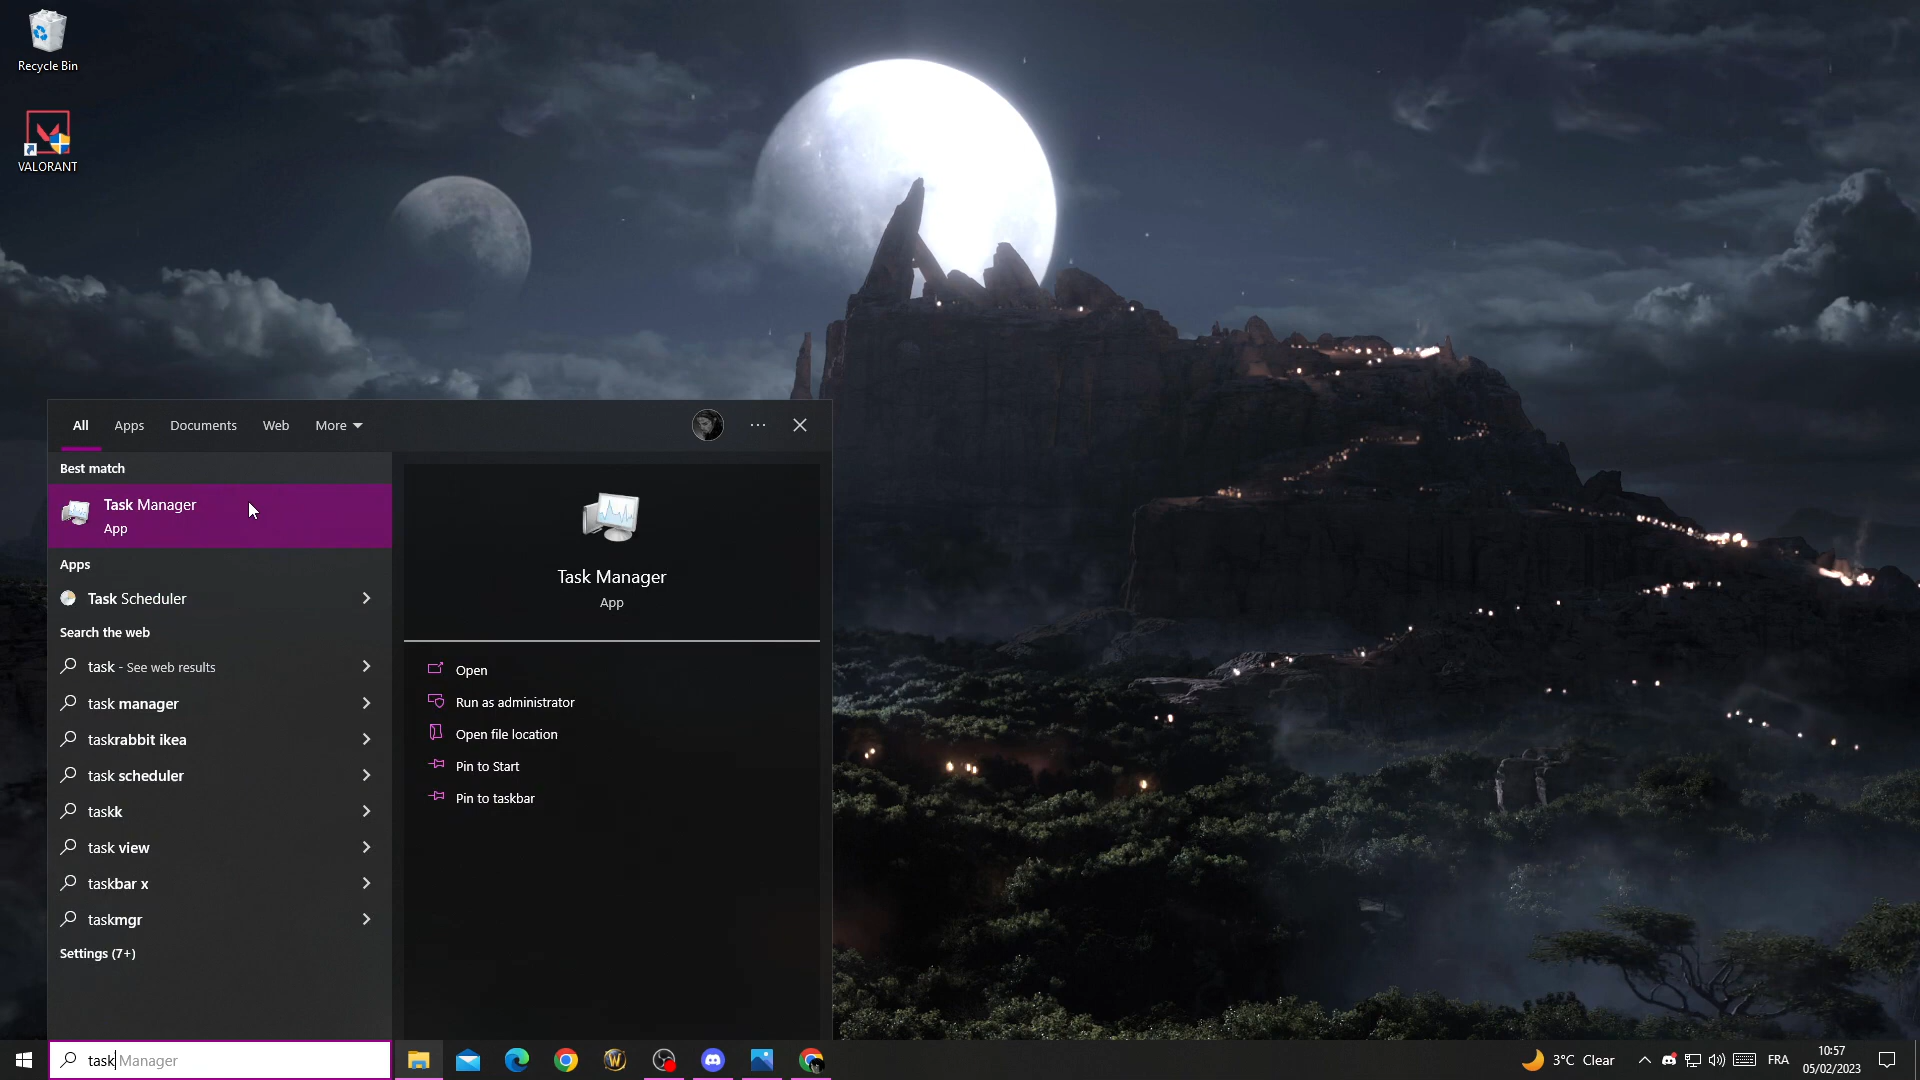 Recycle Bin
VALORANT
All Apps Documents Web More
Best match
Task Manager
App
Apps
Task Scheduler
Search the web
task - See web results
task manager
taskrabbit ikea
task scheduler
taskk
task view
taskbar x
taskmgr
Settings (7+)
Task Manager
App
Open
Run as administrator
Open file location
Pin to Start
Pin to taskbar
task Manager
3°C Clear
FRA
10:57
05/02/2023